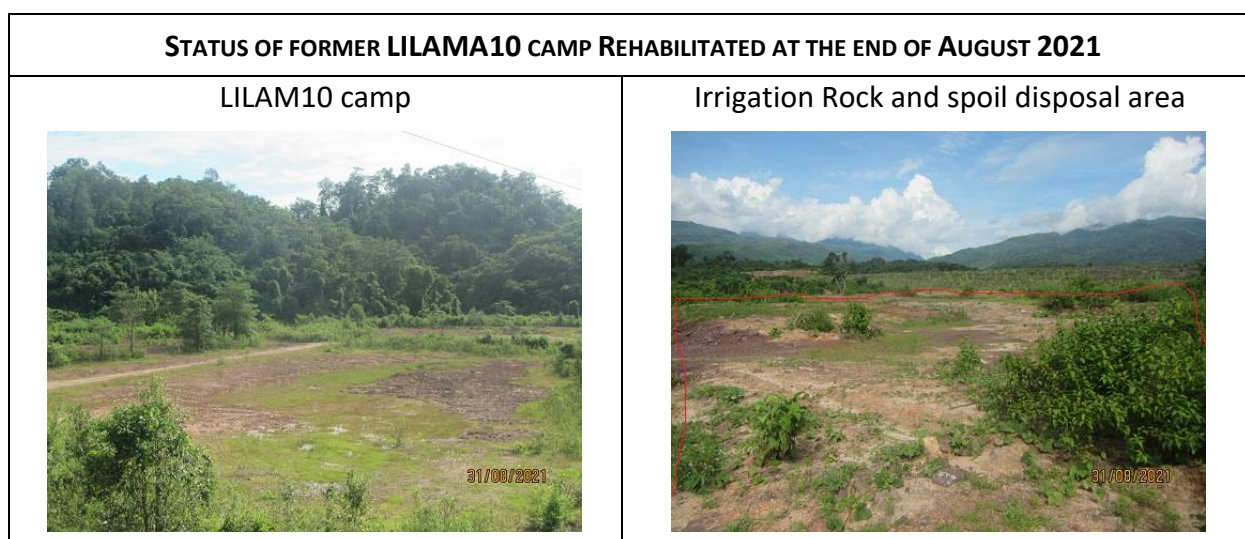 STATUS OF FORMER LILAMA10 CAMP REHABILITATED AT THE END OF AUGUST 2021
LILAM10 camp
Irrigation Rock and spoil disposal area
31/08/2021
31/08/2021